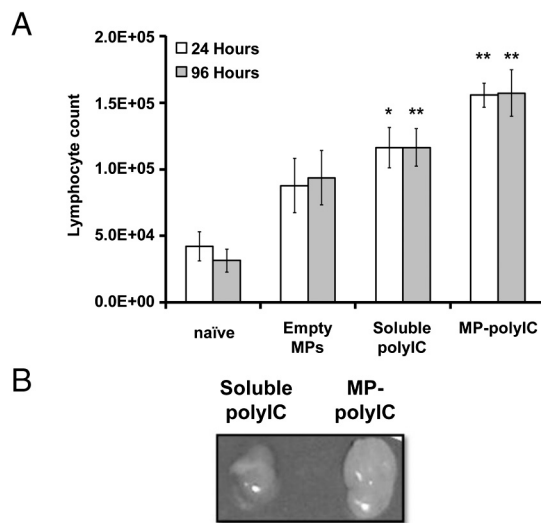 A
Lymphocyte count
2.0E+05
1.5E+05
1.0E+05
5.0E+04
0.0E+00
24 Hours
96 Hours
* **
** **
naïve
Empty
MPs
Soluble
polyIC
MP-polyIC
B
Soluble
polyIC
MP-
polyIC